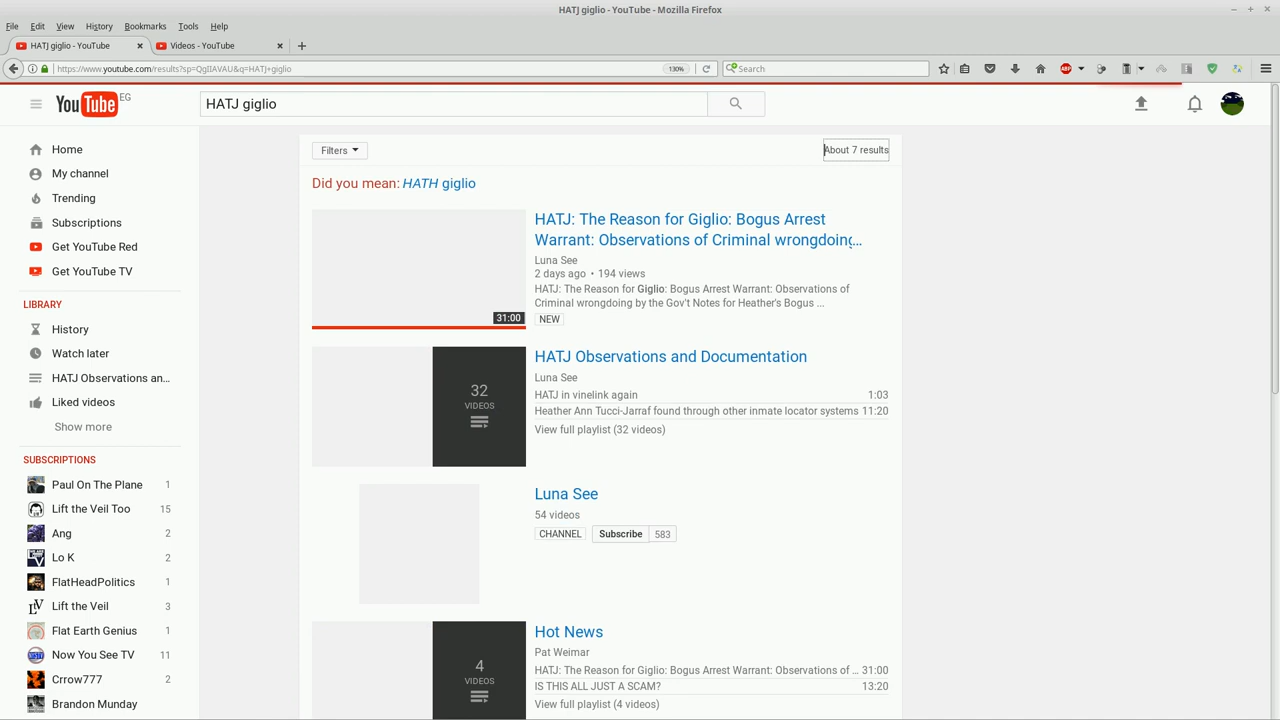 HATJ giglio - YouTube - Mozilla Firefox
File Edit View History Bookmarks Tools Help
HATJ giglio - YouTube
Videos - YouTube
https://www.youtube.com/results?sp=QgIIAVAU&q=HATJ+giglio
130%
Search
YouTube EG
HATJ giglio
Home
My channel
Trending
Subscriptions
Get YouTube Red
Get YouTube TV
LIBRARY
History
Watch later
HATJ Observations an...
Liked videos
Show more
SUBSCRIPTIONS
Paul On The Plane 1
Lift the Veil Too 15
Ang 2
Lo K 2
FlatHeadPolitics 1
Lift the Veil 3
Flat Earth Genius 1
Now You See TV 11
Crrow777 2
Brandon Munday
Filters
About 7 results
Did you mean: HATH giglio
31:00
HATJ: The Reason for Giglio: Bogus Arrest
Warrant: Observations of Criminal wrongdoing...
Luna See
2 days ago • 194 views
HATJ: The Reason for Giglio: Bogus Arrest Warrant: Observations of
Criminal wrongdoing by the Gov't Notes for Heather's Bogus ...
NEW
32
VIDEOS
HATJ Observations and Documentation
Luna See
HATJ in vinelink again 1:03
Heather Ann Tucci-Jarraf found through other inmate locator systems 11:20
View full playlist (32 videos)
Luna See
54 videos
CHANNEL Subscribe 583
4
VIDEOS
Hot News
Pat Weimar
HATJ: The Reason for Giglio: Bogus Arrest Warrant: Observations of ... 31:00
IS THIS ALL JUST A SCAM? 13:20
View full playlist (4 videos)